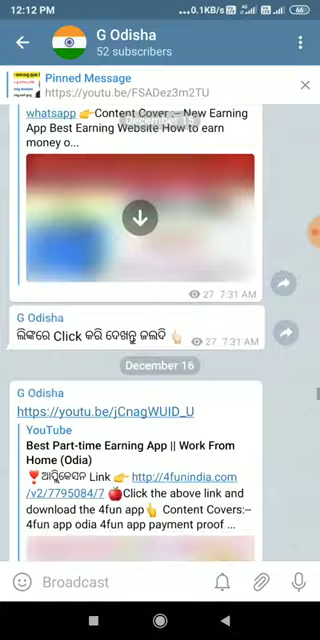 12:12 PM
...0.1KB/s
66
G Odisha
52 subscribers
Pinned Message
https://youtu.be/FSADez3m2TU
whatsapp 👉Content Cover:-- New Earning
App Best Earning Website How to earn
money o...
December 15
27 7:31 AM
G Odisha
ଲିଙ୍କରେ Click କରି ଦେଖନ୍ତୁ ଜଲଦି 👆🏻
27 7:31 AM
December 16
G Odisha
https://youtu.be/jCnagWUID_U
YouTube
Best Part-time Earning App || Work From
Home (Odia)
❣️ଆପ୍ଲିକେସନ Link 👉 http://4funindia.com
/v2/7795084/7 🍎Click the above link and
download the 4fun app👆 Content Covers:--
4fun app odia 4fun app payment proof ...
Broadcast